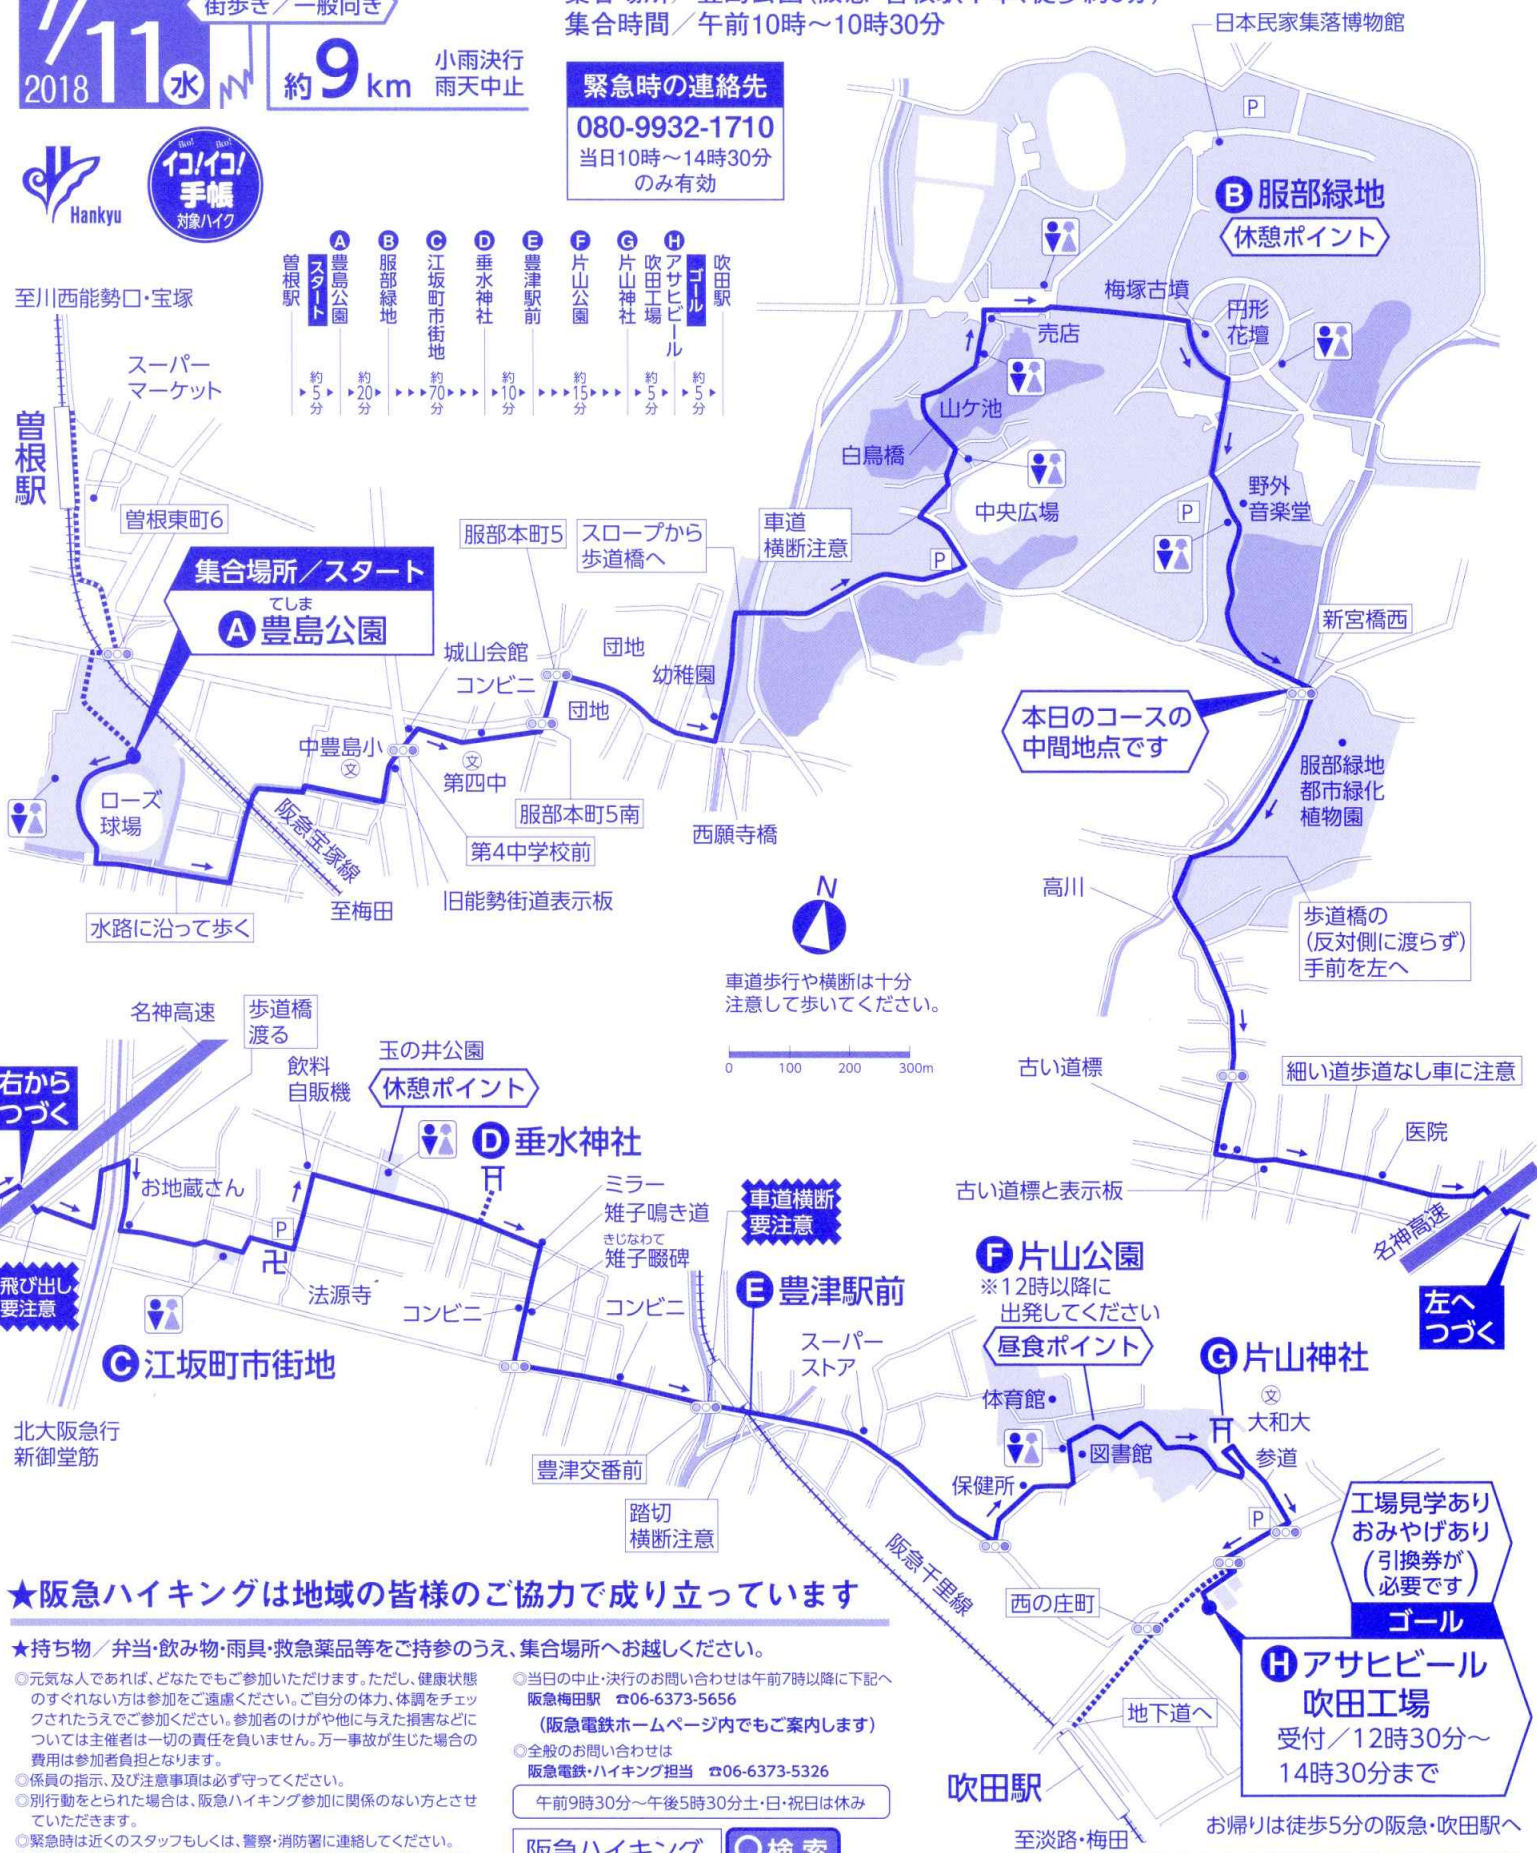 7/11
2018
水
街歩き／一般向き
約9km
小雨決行
雨天中止
集合時間／午前10時〜10時30分
緊急時の連絡先
080-9932-1710
当日10時〜14時30分
のみ有効
Hankyu
iko! iko!
イコ!イコ!
手帳
対象ハイク
曽根駅
スタート
A 豊島公園
B 服部緑地
C 江坂町市街地
D 垂水神社
E 豊津駅前
F 片山公園
G 片山神社
H アサヒビール
吹田工場
ゴール
吹田駅
約5分
約20分
約70分
約10分
約15分
約5分
約5分
日本民家集落博物館
P
B 服部緑地
休憩ポイント
梅塚古墳
円形
花壇
売店
山ケ池
白鳥橋
中央広場
野外
音楽堂
P
車道
横断注意
P
新宮橋西
本日のコースの
中間地点です
服部緑地
都市緑化
植物園
高川
歩道橋の
(反対側に渡らず)
手前を左へ
至川西能勢口・宝塚
スーパー
マーケット
曽根駅
曽根東町6
集合場所／スタート
てしま
A 豊島公園
服部本町5
スロープから
歩道橋へ
城山会館
コンビニ
団地
団地
幼稚園
中豊島小
文
文
第四中
ローズ
球場
阪急宝塚線
服部本町5南
第4中学校前
西願寺橋
旧能勢街道表示板
至梅田
水路に沿って歩く
N
車道歩行や横断は十分
注意して歩いてください。
0 100 200 300m
古い道標
細い道歩道なし車に注意
医院
古い道標と表示板
名神高速
左へ
つづく
名神高速
歩道橋
渡る
右から
つづく
飲料
自販機
玉の井公園
休憩ポイント
D 垂水神社
お地蔵さん
P
ミラー
雉子鳴き道
きじなわて
雉子畷碑
車道横断
要注意
飛び出し
要注意
卍
法源寺
コンビニ
コンビニ
C 江坂町市街地
北大阪急行
新御堂筋
E 豊津駅前
スーパー
ストア
豊津交番前
踏切
横断注意
F 片山公園
※12時以降に
出発してください
昼食ポイント
体育館
図書館
保健所
G 片山神社
文
大和大
参道
P
阪急千里線
西の庄町
工場見学あり
おみやげあり
(引換券が
必要です)
ゴール
H アサヒビール
吹田工場
受付／12時30分〜
14時30分まで
地下道へ
吹田駅
至淡路・梅田
お帰りは徒歩5分の阪急・吹田駅へ
★阪急ハイキングは地域の皆様のご協力で成り立っています
★持ち物／弁当・飲み物・雨具・救急薬品等をご持参のうえ、集合場所へお越しください。
◎元気な人であれば、どなたでもご参加いただけます。ただし、健康状態
のすぐれない方は参加をご遠慮ください。ご自分の体力、体調をチェッ
クされたうえでご参加ください。参加者のけがや他に与えた損害などに
ついては主催者は一切の責任を負いません。万一事故が生じた場合の
費用は参加者負担となります。
◎係員の指示、及び注意事項は必ず守ってください。
◎別行動をとられた場合は、阪急ハイキング参加に関係のない方とさせ
ていただきます。
◎緊急時は近くのスタッフもしくは、警察・消防署に連絡してください。
◎当日の中止・決行のお問い合わせは午前7時以降に下記へ
阪急梅田駅 ☎06-6373-5656
(阪急電鉄ホームページ内でもご案内します)
◎全般のお問い合わせは
阪急電鉄・ハイキング担当 ☎06-6373-5326
午前9時30分〜午後5時30分土・日・祝日は休み
阪急ハイキング 検索